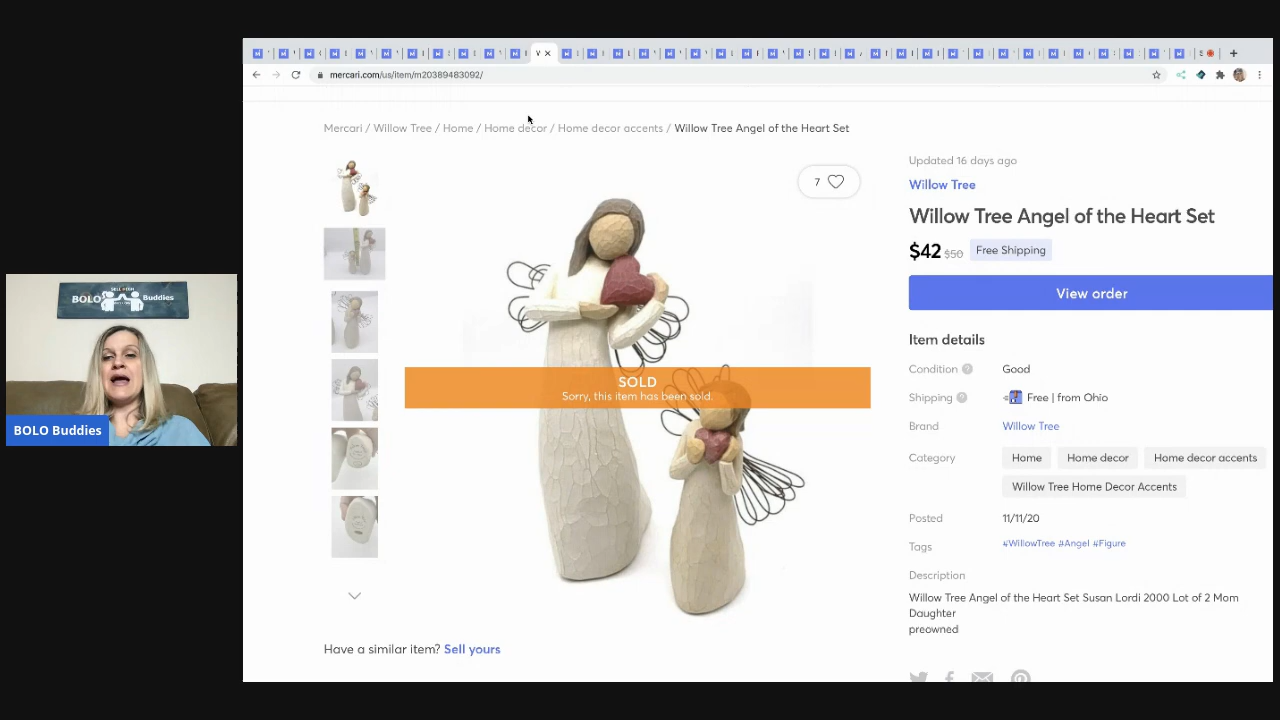 mercari.com/us/item/m20389483092/
Mercari / Willow Tree / Home / Home decor / Home decor accents / Willow Tree Angel of the Heart Set
7
Updated 16 days ago
Willow Tree
Willow Tree Angel of the Heart Set
$42 $50 Free Shipping
View order
SOLD
Sorry, this item has been sold.
Item details
Condition Good
Shipping Free | from Ohio
Brand Willow Tree
Category Home Home decor Home decor accents
Willow Tree Home Decor Accents
Posted 11/11/20
Tags #WillowTree #Angel #Figure
Description
Willow Tree Angel of the Heart Set Susan Lordi 2000 Lot of 2 Mom
Daughter
preowned
Have a similar item? Sell yours
BOLO Buddies
BOLO Buddies